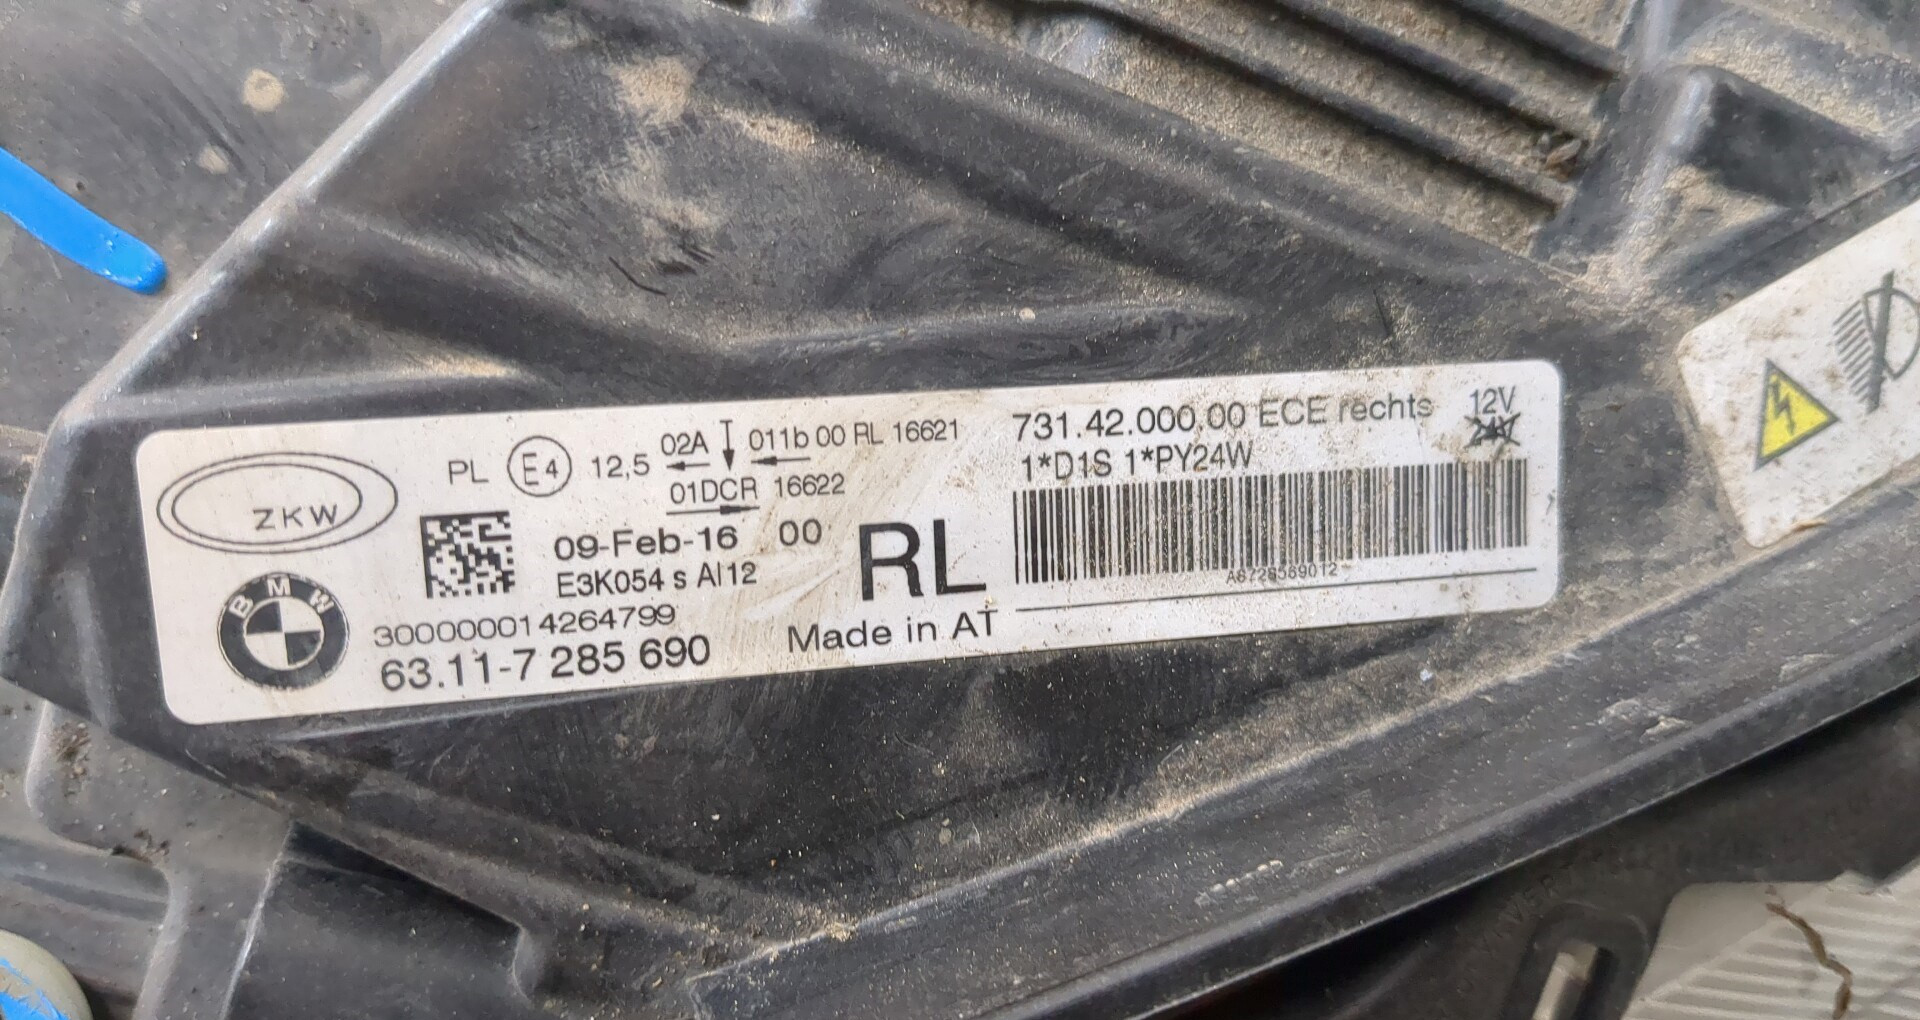 ZKW
PL E4 12,5 02A 011b 00 RL 16621
01DCR 16622
09-Feb-16 00
E3K054 s AI12
RL
731.42.000.00 ECE rechts 12V
24V
1*D1S 1*PY24W
A6726589012
BMW
300000014264799
63.11-7 285 690
Made in AT